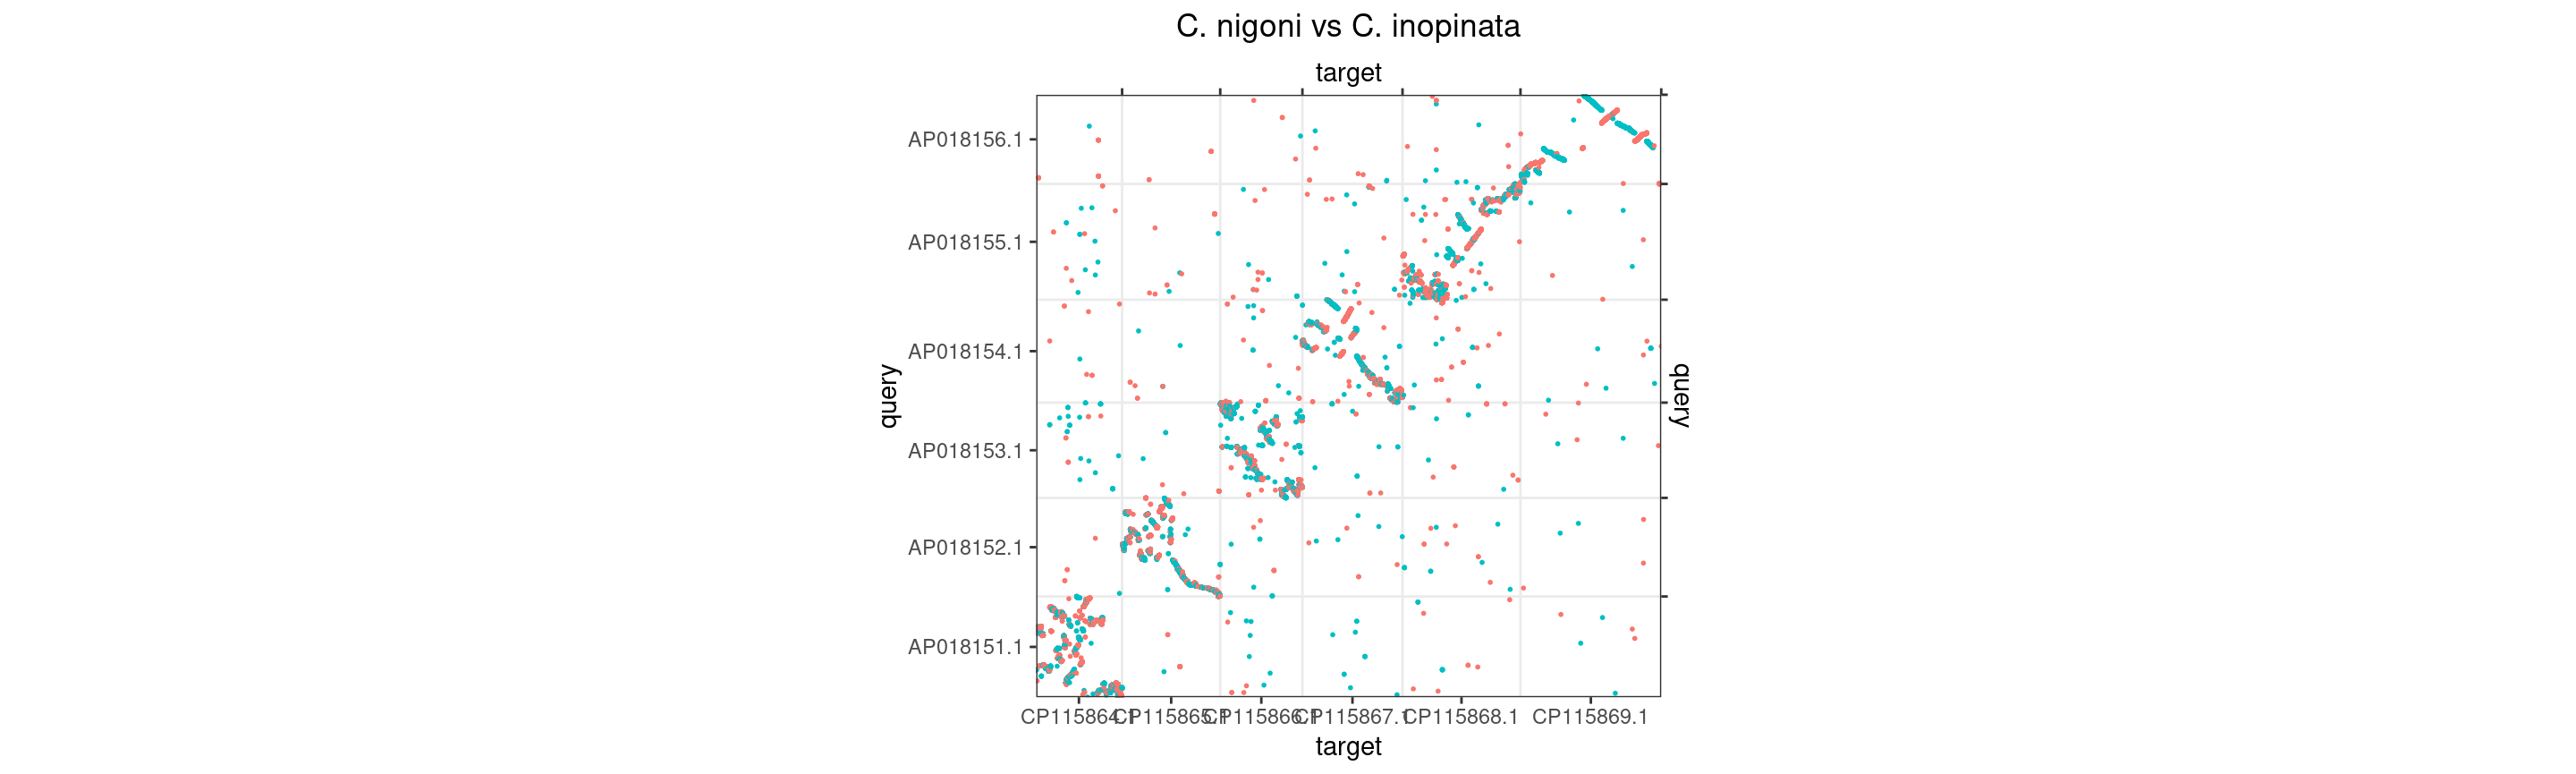 C. nigoni vs C. inopinata
target
AP018156.1
AP018155.1
AP018154.1
AP018153.1
AP018152.1
AP018151.1
query
query
CP115864.1 CP115865.1 CP115866.1 CP115867.1 CP115868.1 CP115869.1
target